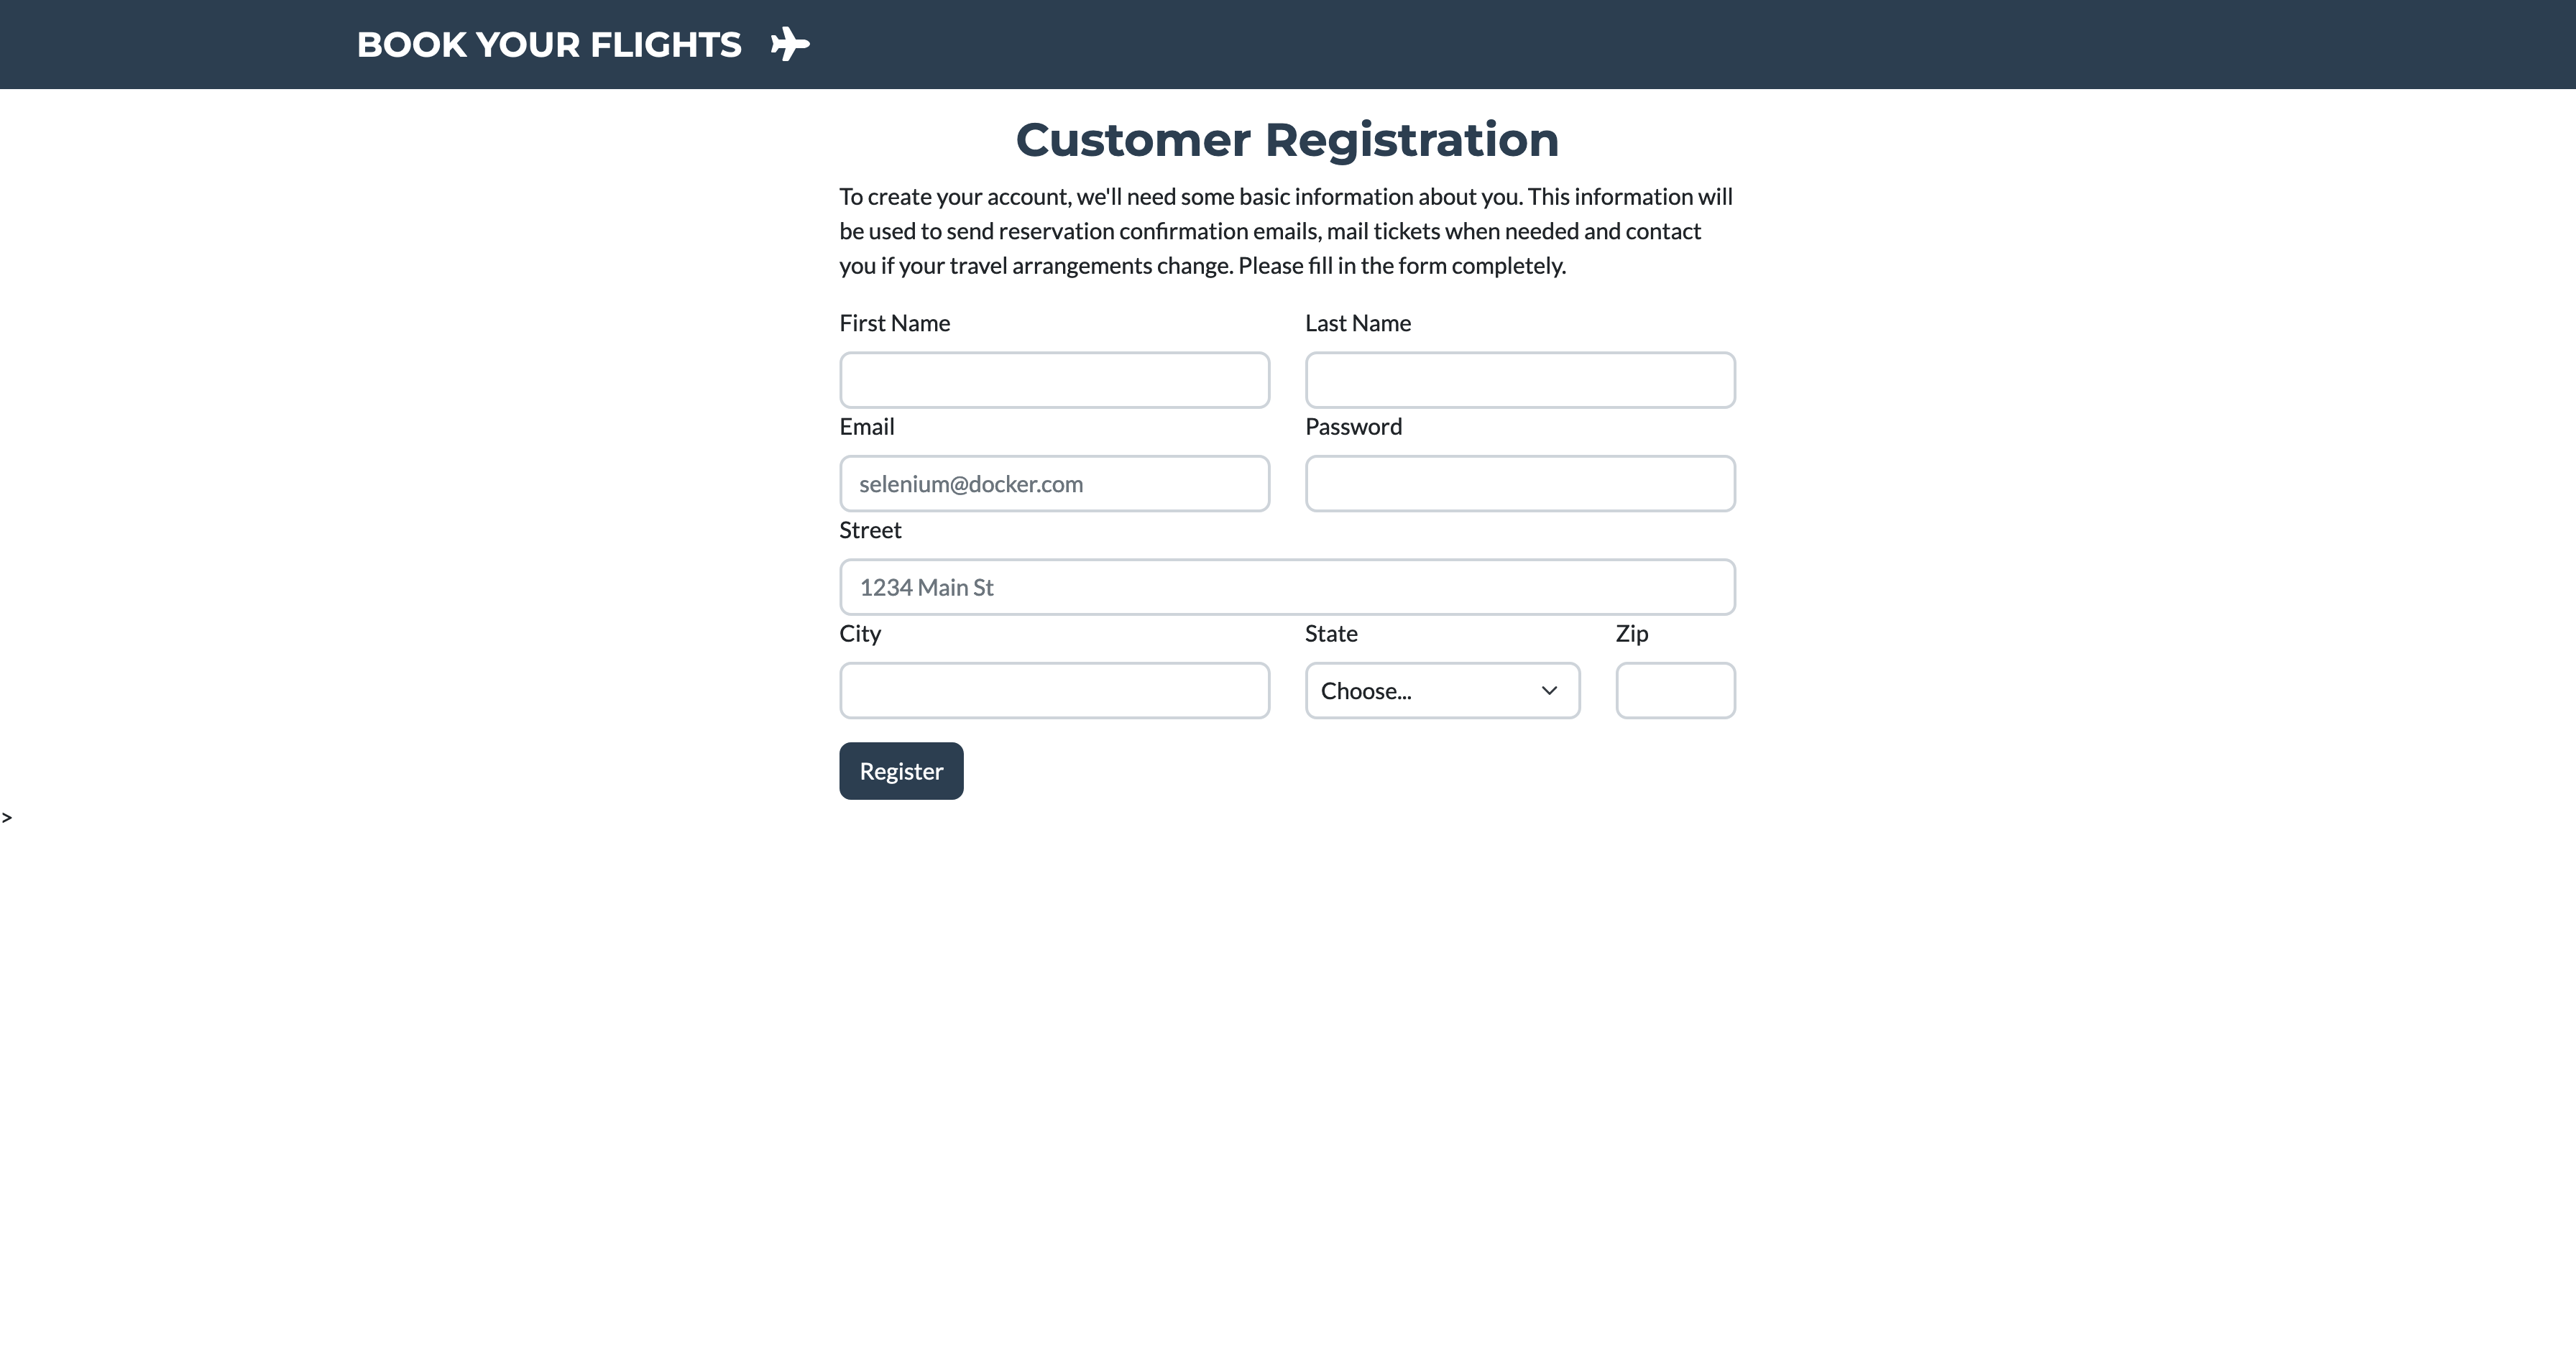 BOOK YOUR FLIGHTS
Customer Registration
To create your account, we'll need some basic information about you. This information will
be used to send reservation confirmation emails, mail tickets when needed and contact
you if your travel arrangements change. Please fill in the form completely.
First Name
Last Name
Email
Password
selenium@docker.com
Street
1234 Main St
City
State
Zip
Choose...
Register
>